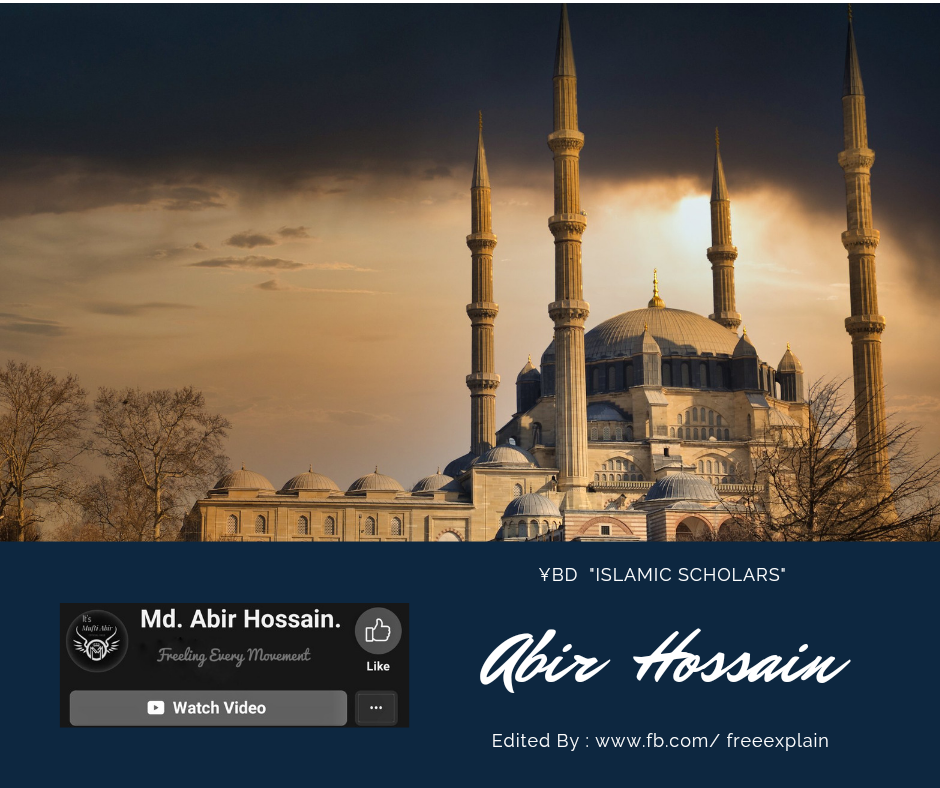 ¥BD "ISLAMIC SCHOLARS"
It's
Mufti Abir
Md. Abir Hossain.
Freeling Every Movement
Like
Watch Video
Abir Hossain
Edited By : www.fb.com/ freeexplain